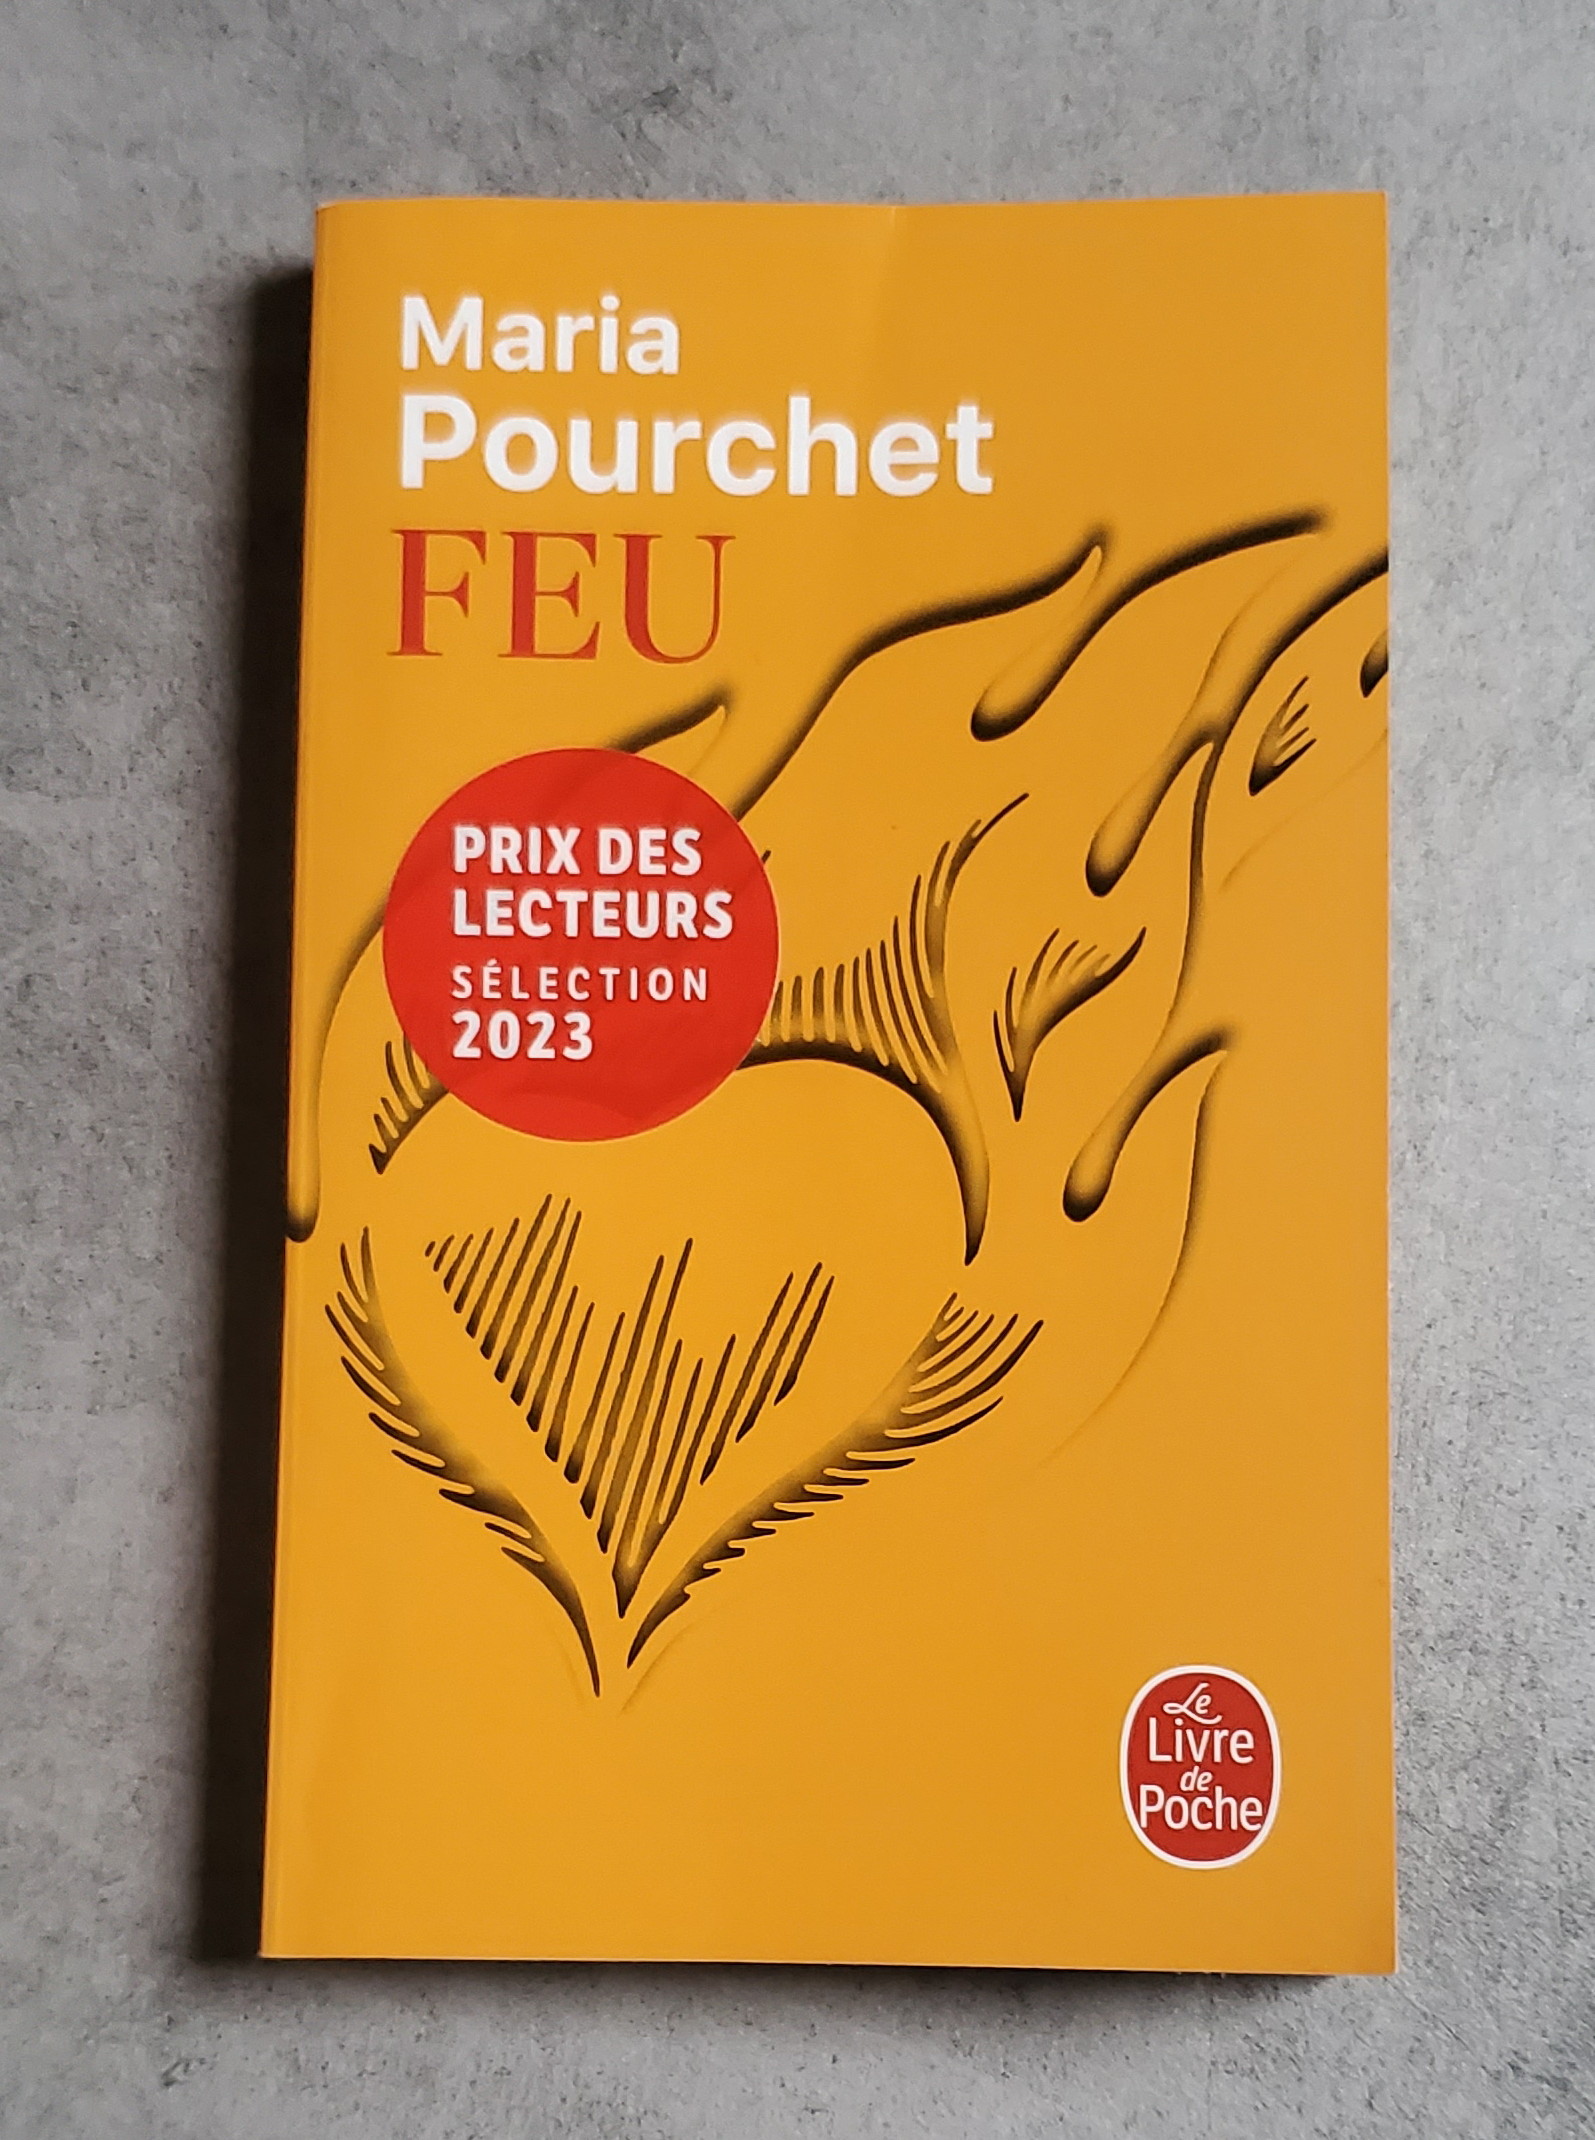 Maria
Pourchet
FEU
PRIX DES
LECTEURS
SÉLECTION
2023
Le
Livre
de
Poche